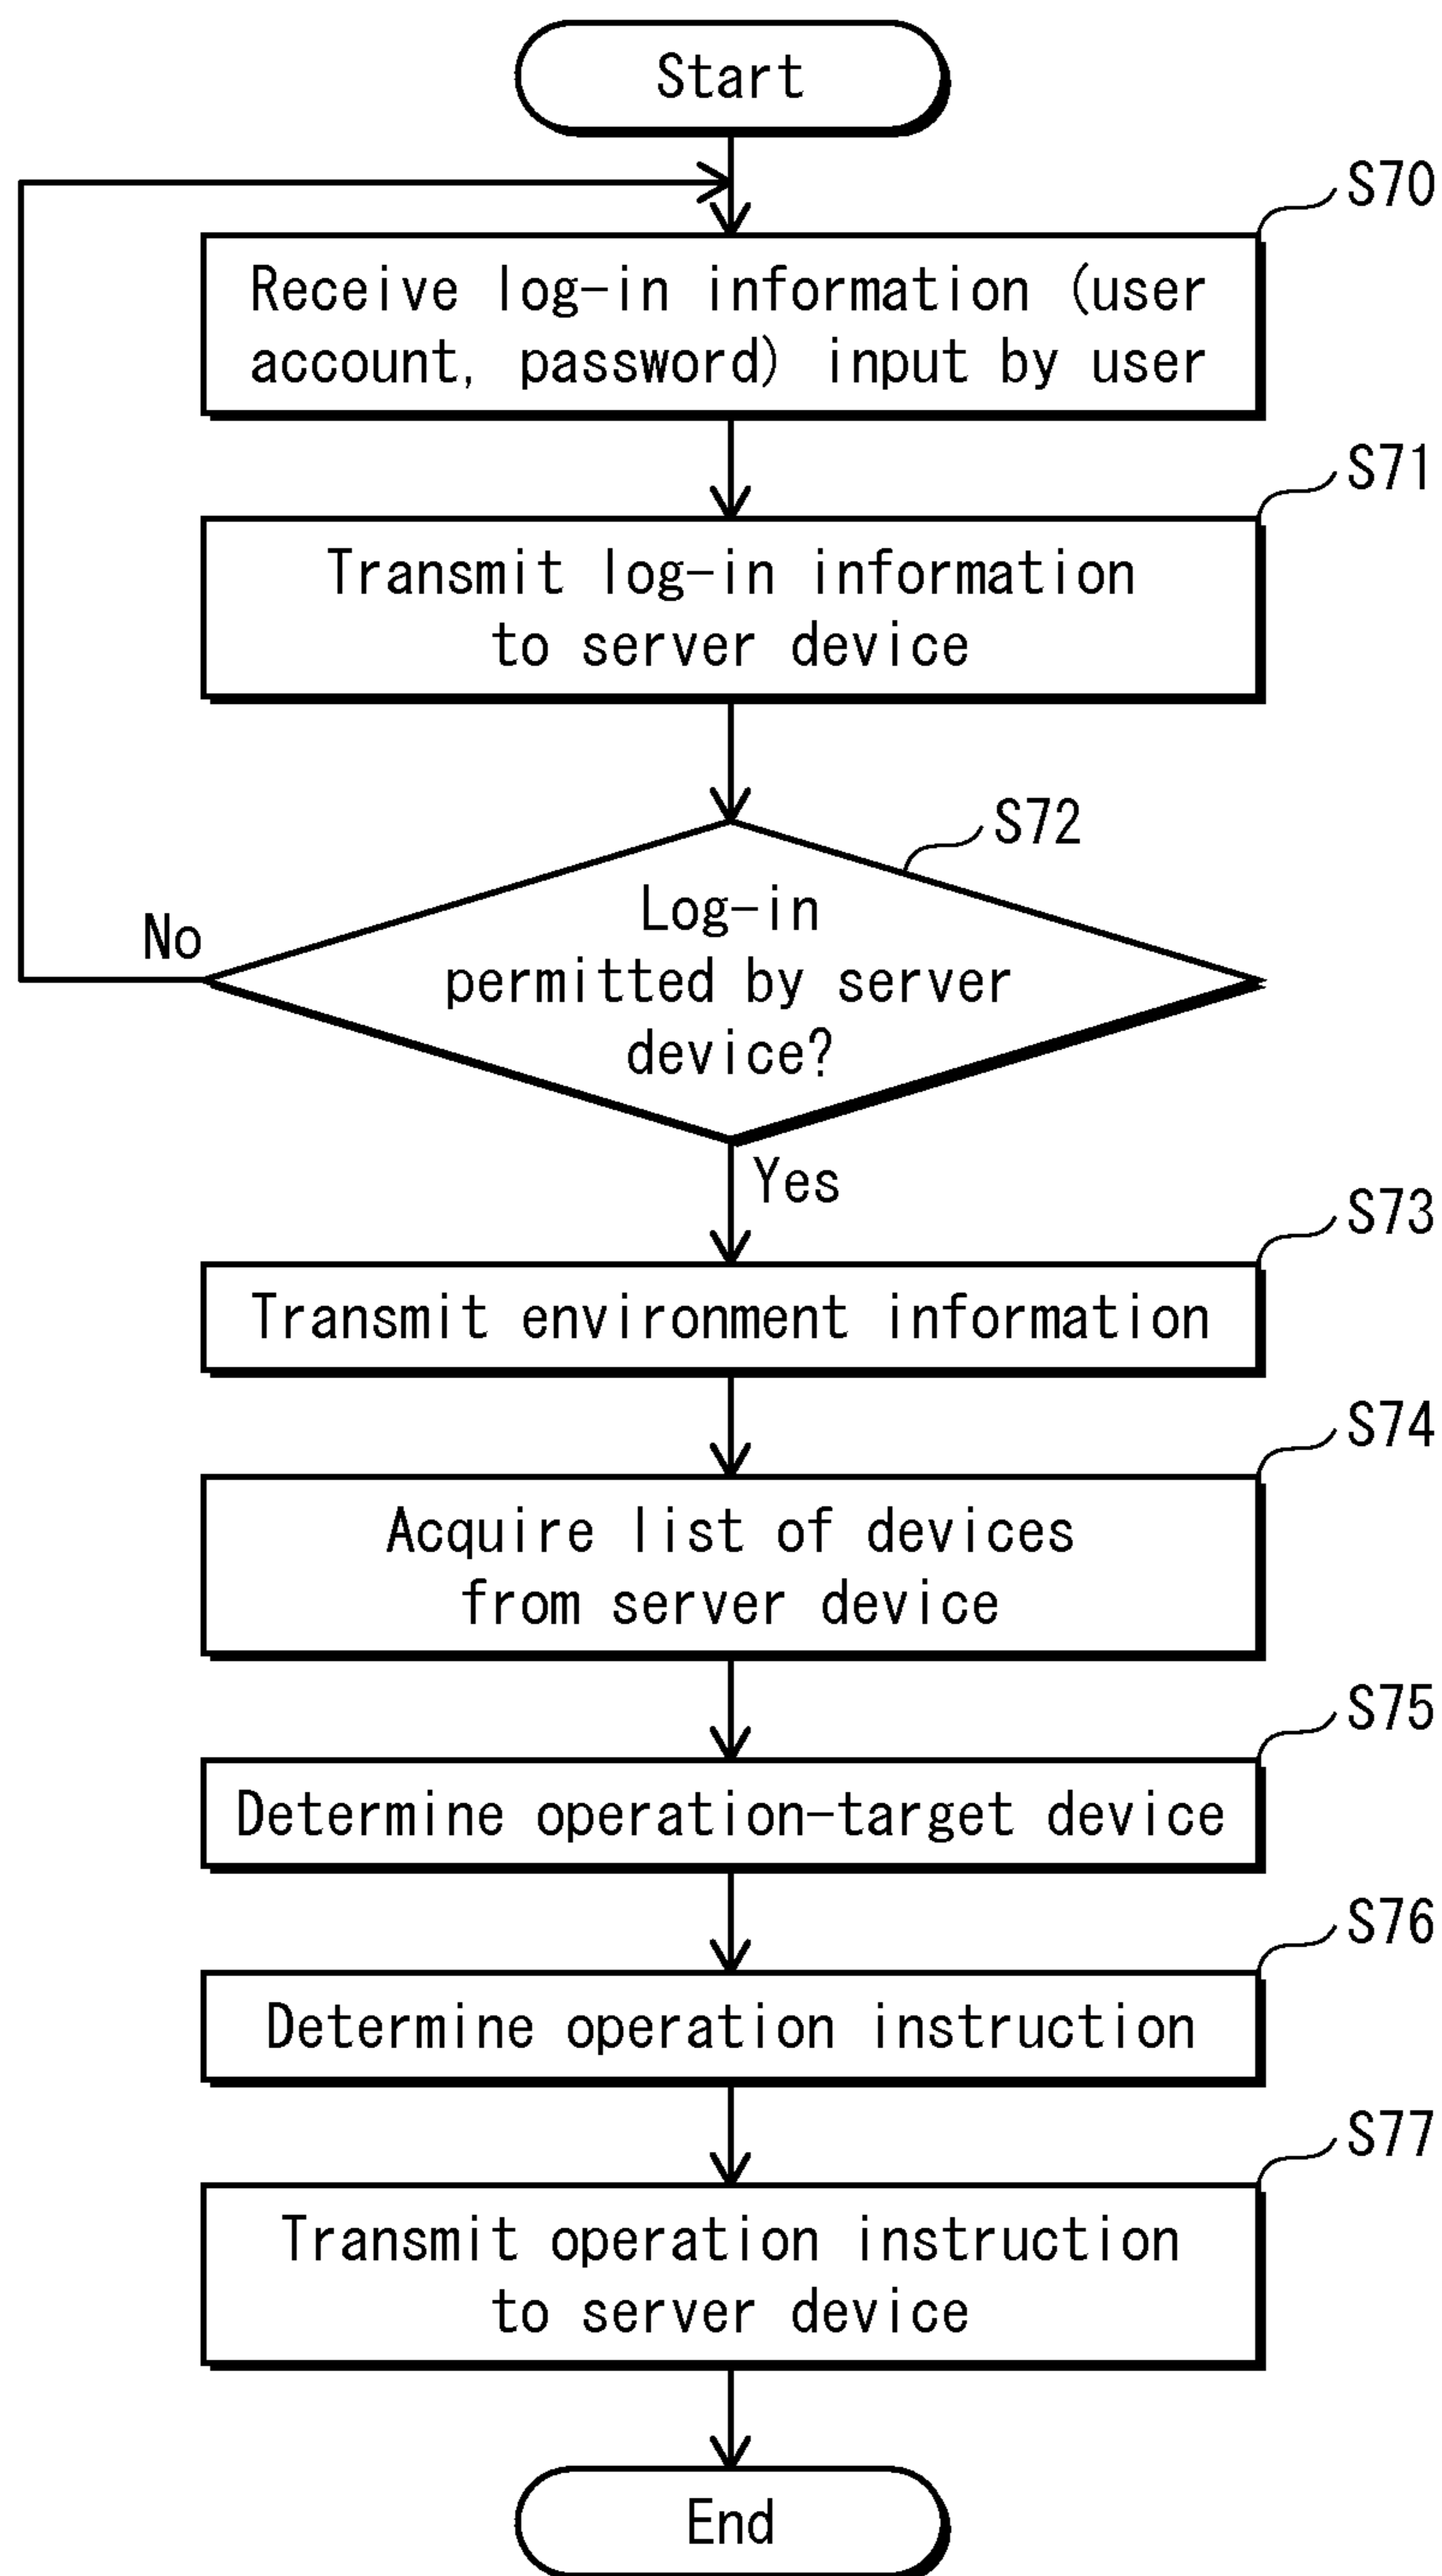 Start
S70
Receive log-in information (user
account, password) input by user
S71
Transmit log-in information
to server device
S72
Log-in
permitted by server
device?
No
Yes
S73
Transmit environment information
S74
Acquire list of devices
from server device
S75
Determine operation-target device
S76
Determine operation instruction
S77
Transmit operation instruction
to server device
End